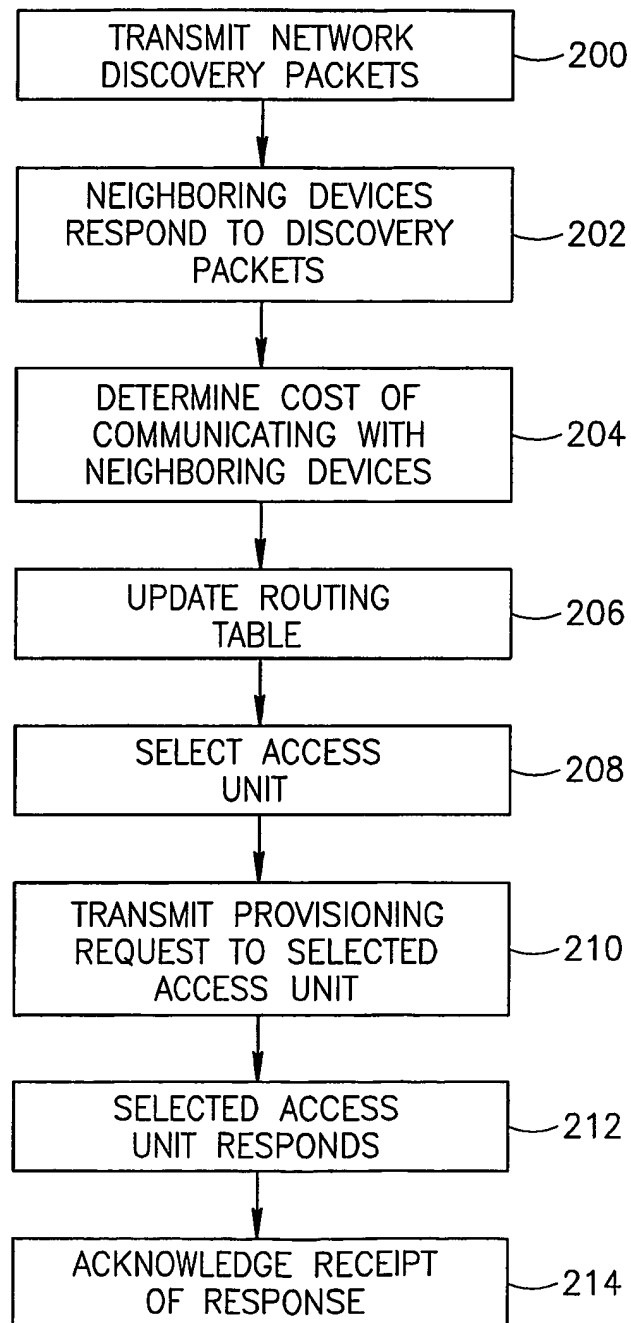 TRANSMIT NETWORK
DISCOVERY PACKETS
200
NEIGHBORING DEVICES
RESPOND TO DISCOVERY
PACKETS
202
DETERMINE COST OF
COMMUNICATING WITH
NEIGHBORING DEVICES
204
UPDATE ROUTING
TABLE
206
SELECT ACCESS
UNIT
208
TRANSMIT PROVISIONING
REQUEST TO SELECTED
ACCESS UNIT
210
SELECTED ACCESS
UNIT RESPONDS
212
ACKNOWLEDGE RECEIPT
OF RESPONSE
214